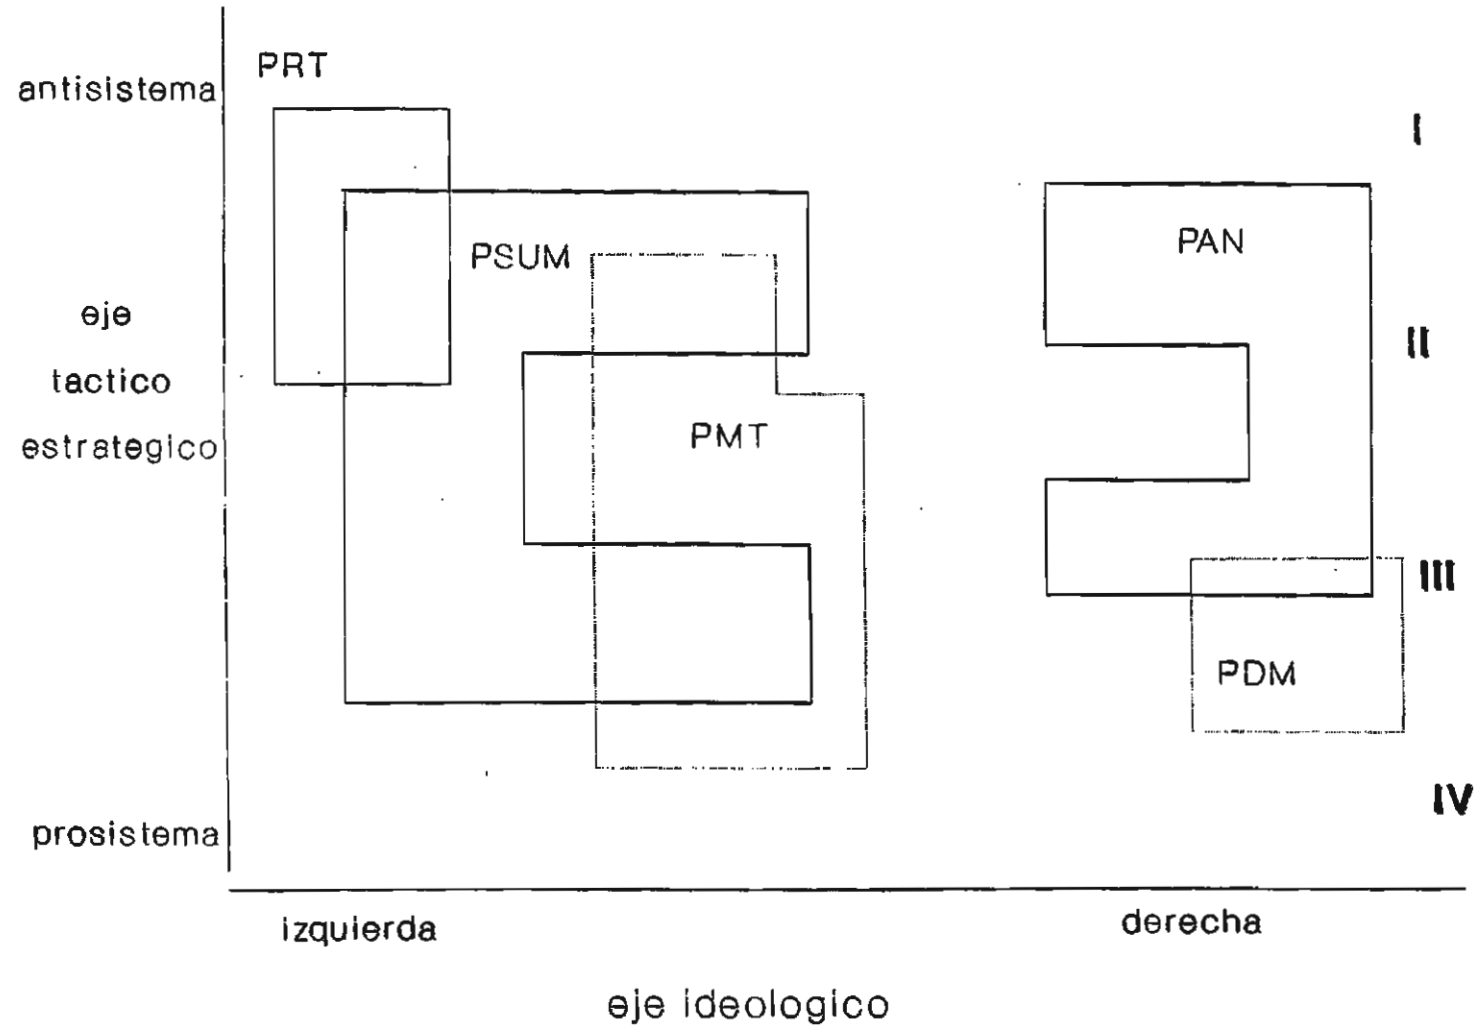 PRT
antisistema
I
PSUM
PAN
eje
II
tactico
PMT
estrategico
III
PDM
IV
prosistema
izquierda
derecha
eje ideologico